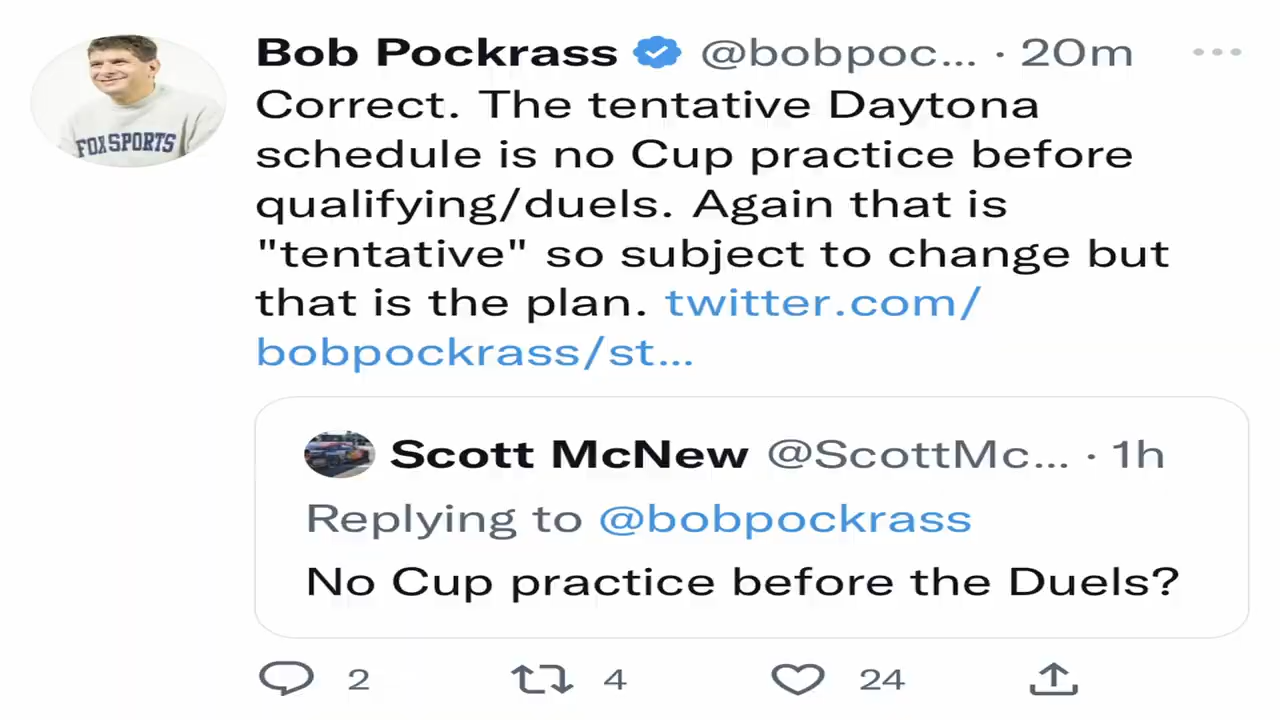 Bob Pockrass @bobpoc... · 20m
Correct. The tentative Daytona
schedule is no Cup practice before
qualifying/duels. Again that is
"tentative" so subject to change but
that is the plan. twitter.com/
bobpockrass/st...
FOX SPORTS
Scott McNew @ScottMc... · 1h
Replying to @bobpockrass
No Cup practice before the Duels?
2 4 24